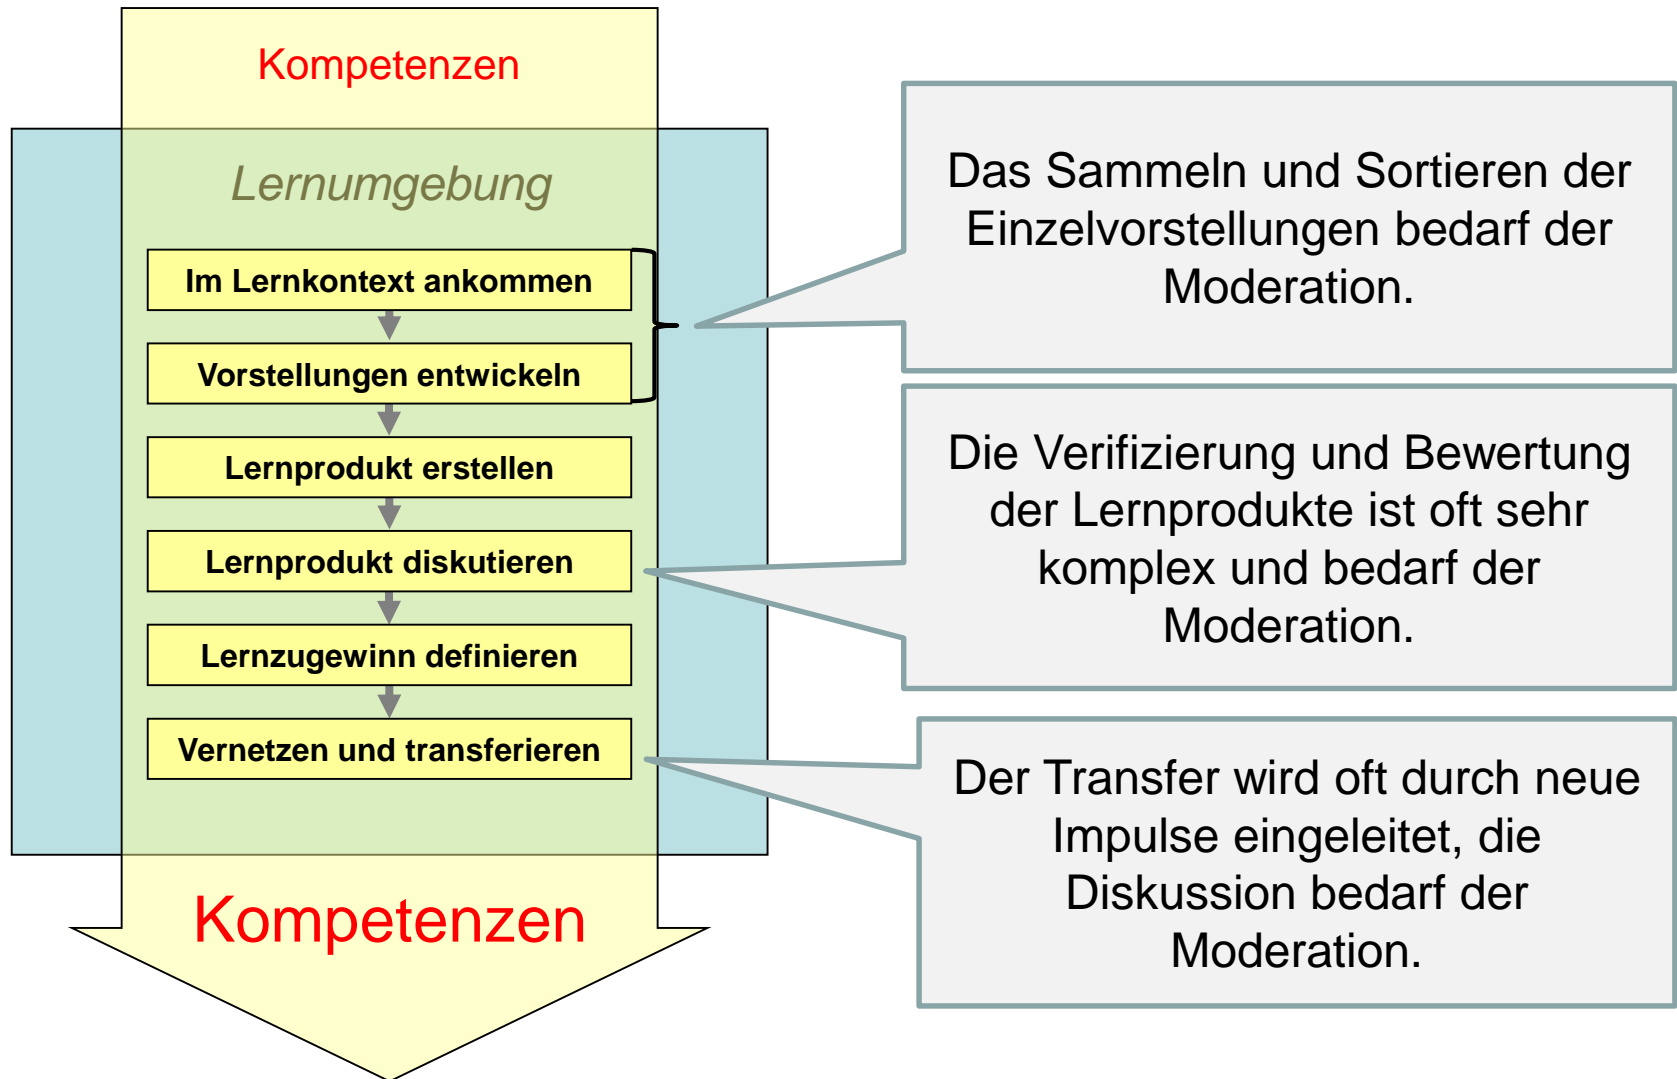 Kompetenzen
Lernumgebung
Im Lernkontext ankommen
Vorstellungen entwickeln
Lernprodukt erstellen
Lernprodukt diskutieren
Lernzugewinn definieren
Vernetzen und transferieren
Kompetenzen
Das Sammeln und Sortieren der
Einzelvorstellungen bedarf der
Moderation.
Die Verifizierung und Bewertung
der Lernprodukte ist oft sehr
komplex und bedarf der
Moderation.
Der Transfer wird oft durch neue
Impulse eingeleitet, die
Diskussion bedarf der
Moderation.